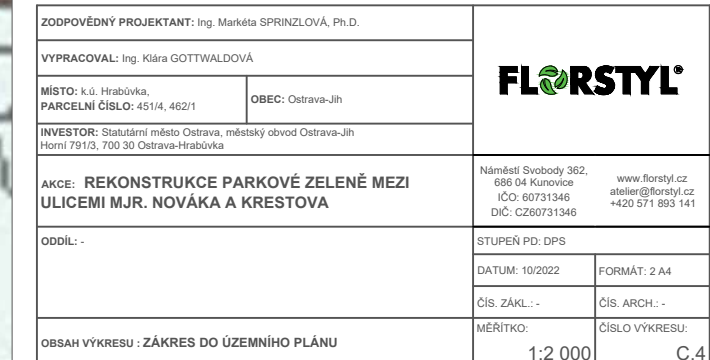 ZODPOVĚDNÝ PROJEKTANT: Ing. Markéta SPRINZLOVÁ, Ph.D.
VYPRACOVAL: Ing. Klára GOTTWALDOVÁ
MÍSTO: k.ú. Hrabůvka,
PARCELNÍ ČÍSLO: 451/4, 462/1
OBEC: Ostrava-Jih
INVESTOR: Statutární město Ostrava, městský obvod Ostrava-Jih
Horní 791/3, 700 30 Ostrava-Hrabůvka
FLORSTYL®
AKCE: REKONSTRUKCE PARKOVÉ ZELENĚ MEZI
ULICEMI MJR. NOVÁKA A KRESTOVA
Náměstí Svobody 362,
686 04 Kunovice
IČO: 60731346
DIČ: CZ60731346
www.florstyl.cz
atelier@florstyl.cz
+420 571 893 141
ODDÍL: -
STUPEŇ PD: DPS
DATUM: 10/2022
FORMÁT: 2 A4
ČÍS. ZÁKL.: -
ČÍS. ARCH.: -
OBSAH VÝKRESU : ZÁKRES DO ÚZEMNÍHO PLÁNU
MĚŘÍTKO:
1:2 000
ČÍSLO VÝKRESU:
C.4